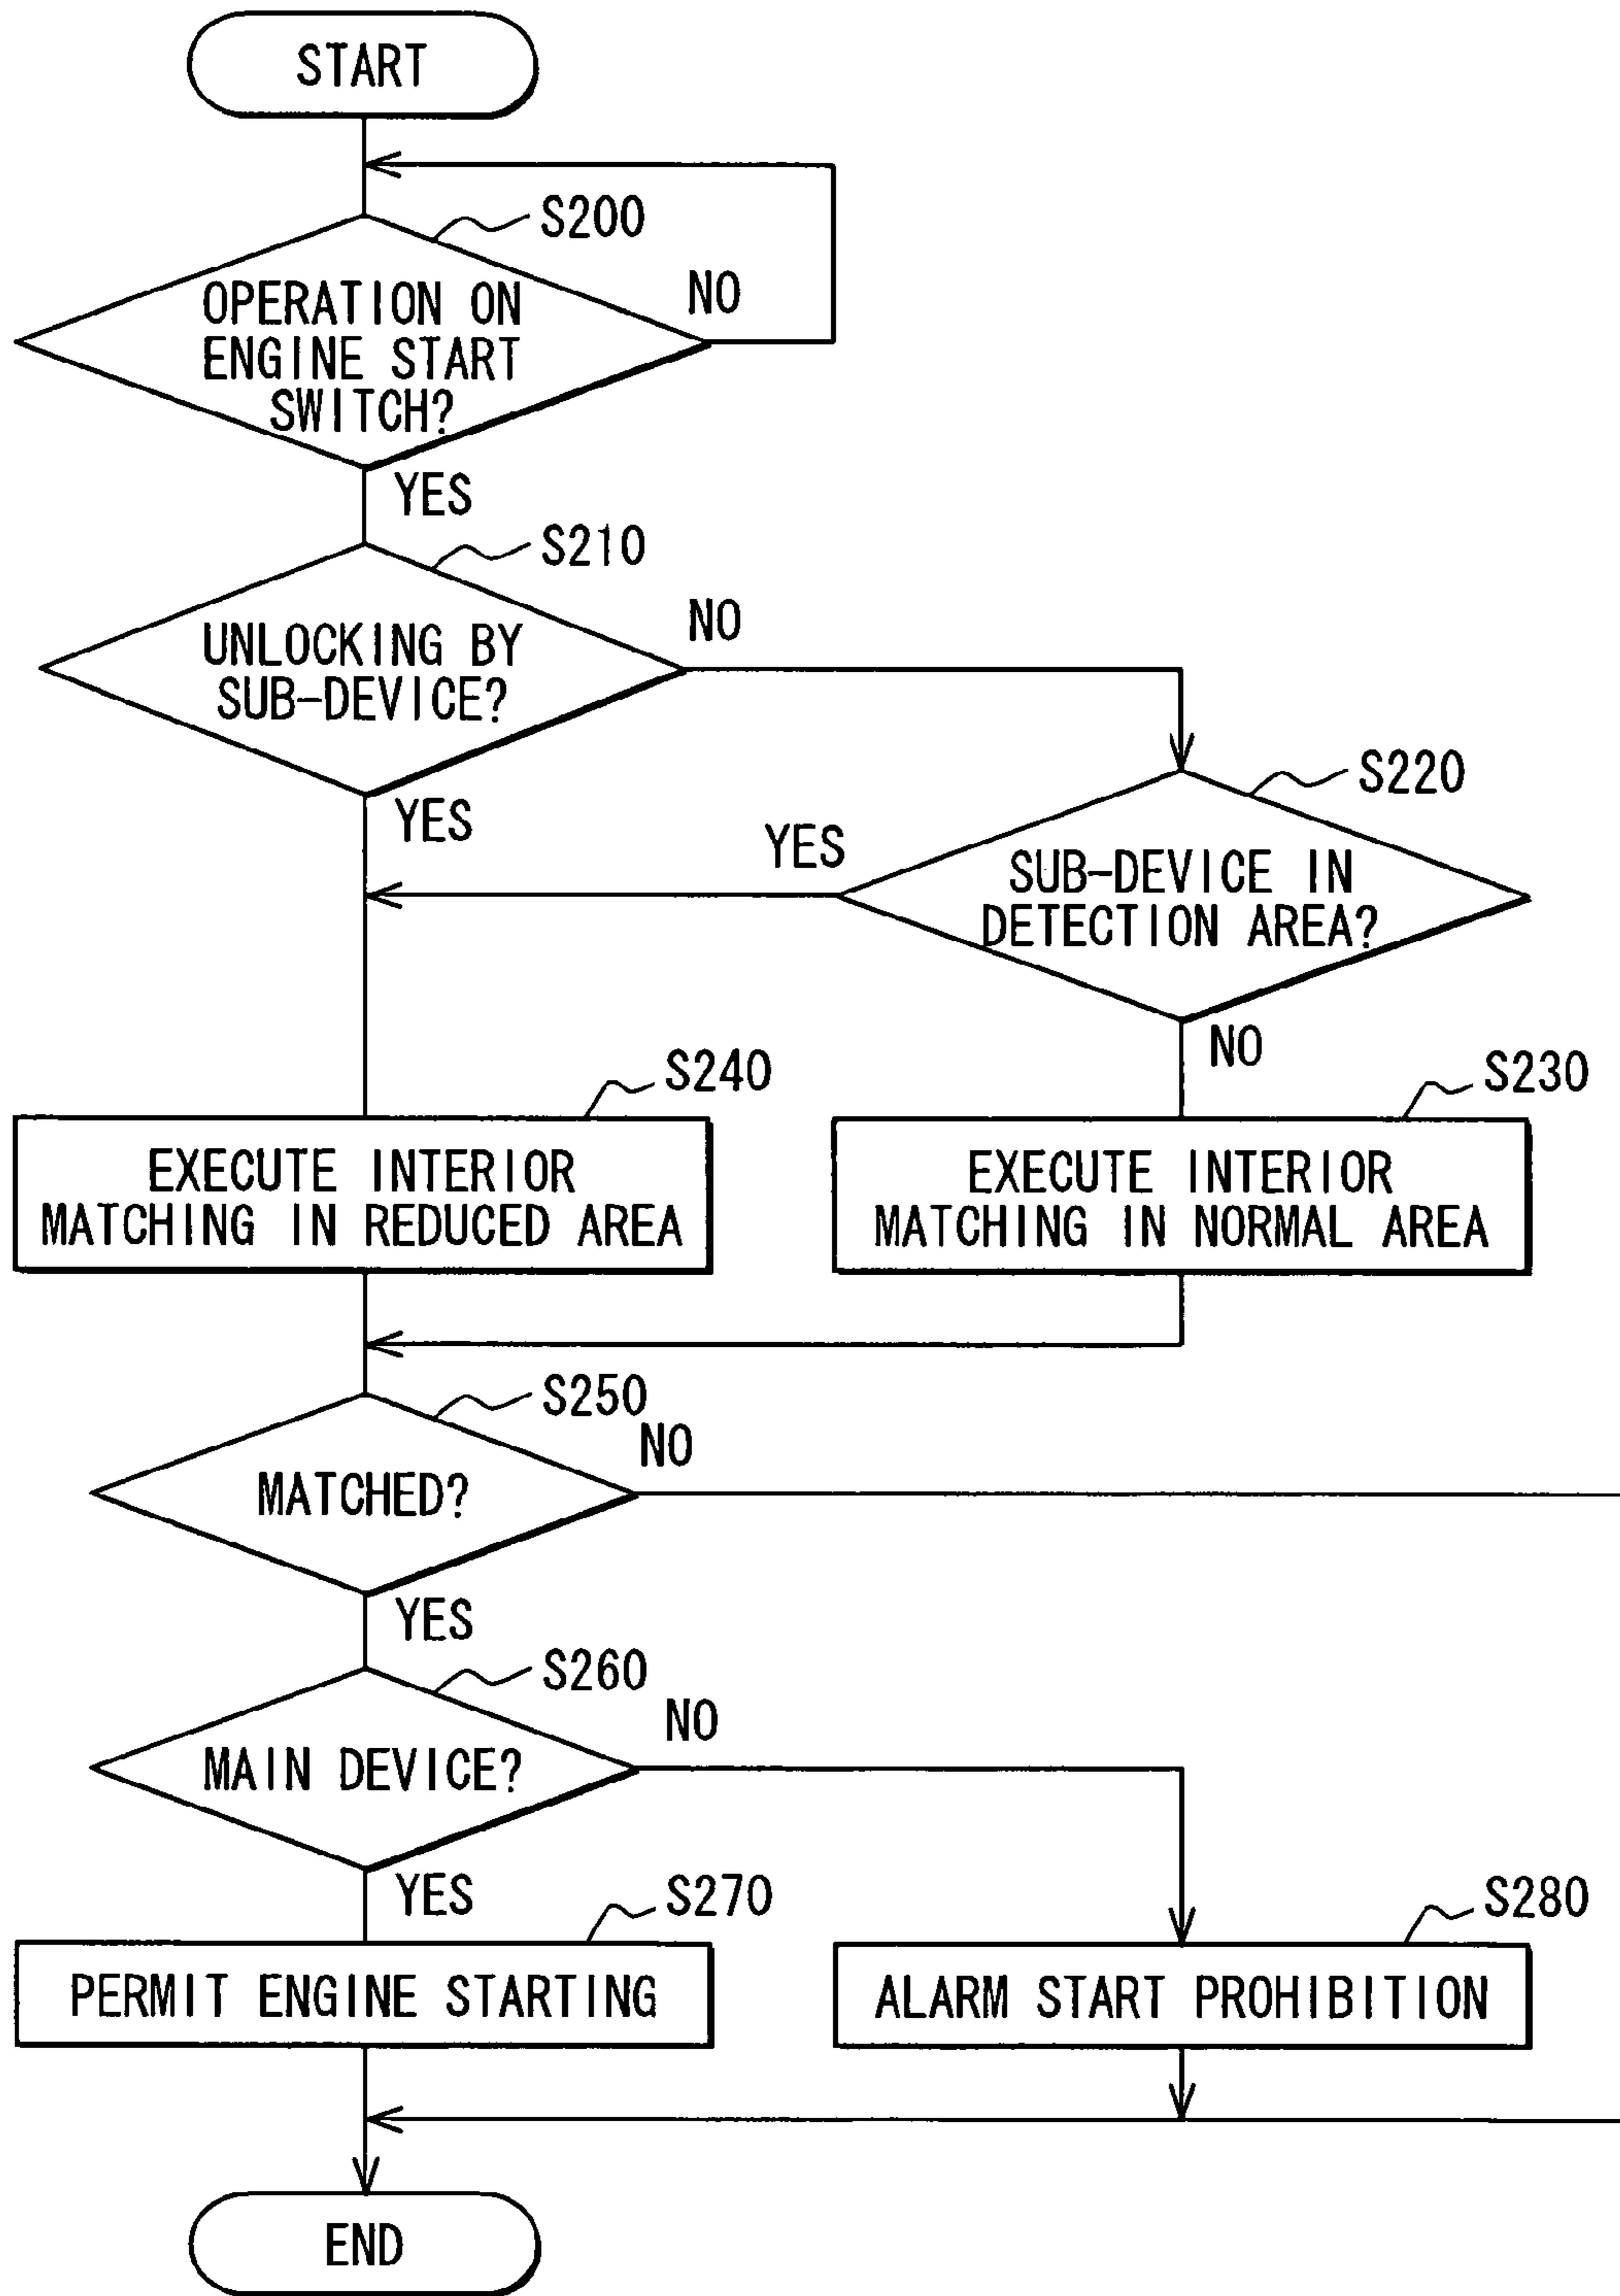 START
S200
OPERATION ON
ENGINE START
SWITCH?
NO
YES
S210
UNLOCKING BY
SUB-DEVICE?
NO
YES
S220
SUB-DEVICE IN
DETECTION AREA?
YES
NO
S240
EXECUTE INTERIOR
MATCHING IN REDUCED AREA
S230
EXECUTE INTERIOR
MATCHING IN NORMAL AREA
S250
MATCHED?
NO
YES
S260
MAIN DEVICE?
NO
YES
S270
PERMIT ENGINE STARTING
S280
ALARM START PROHIBITION
END